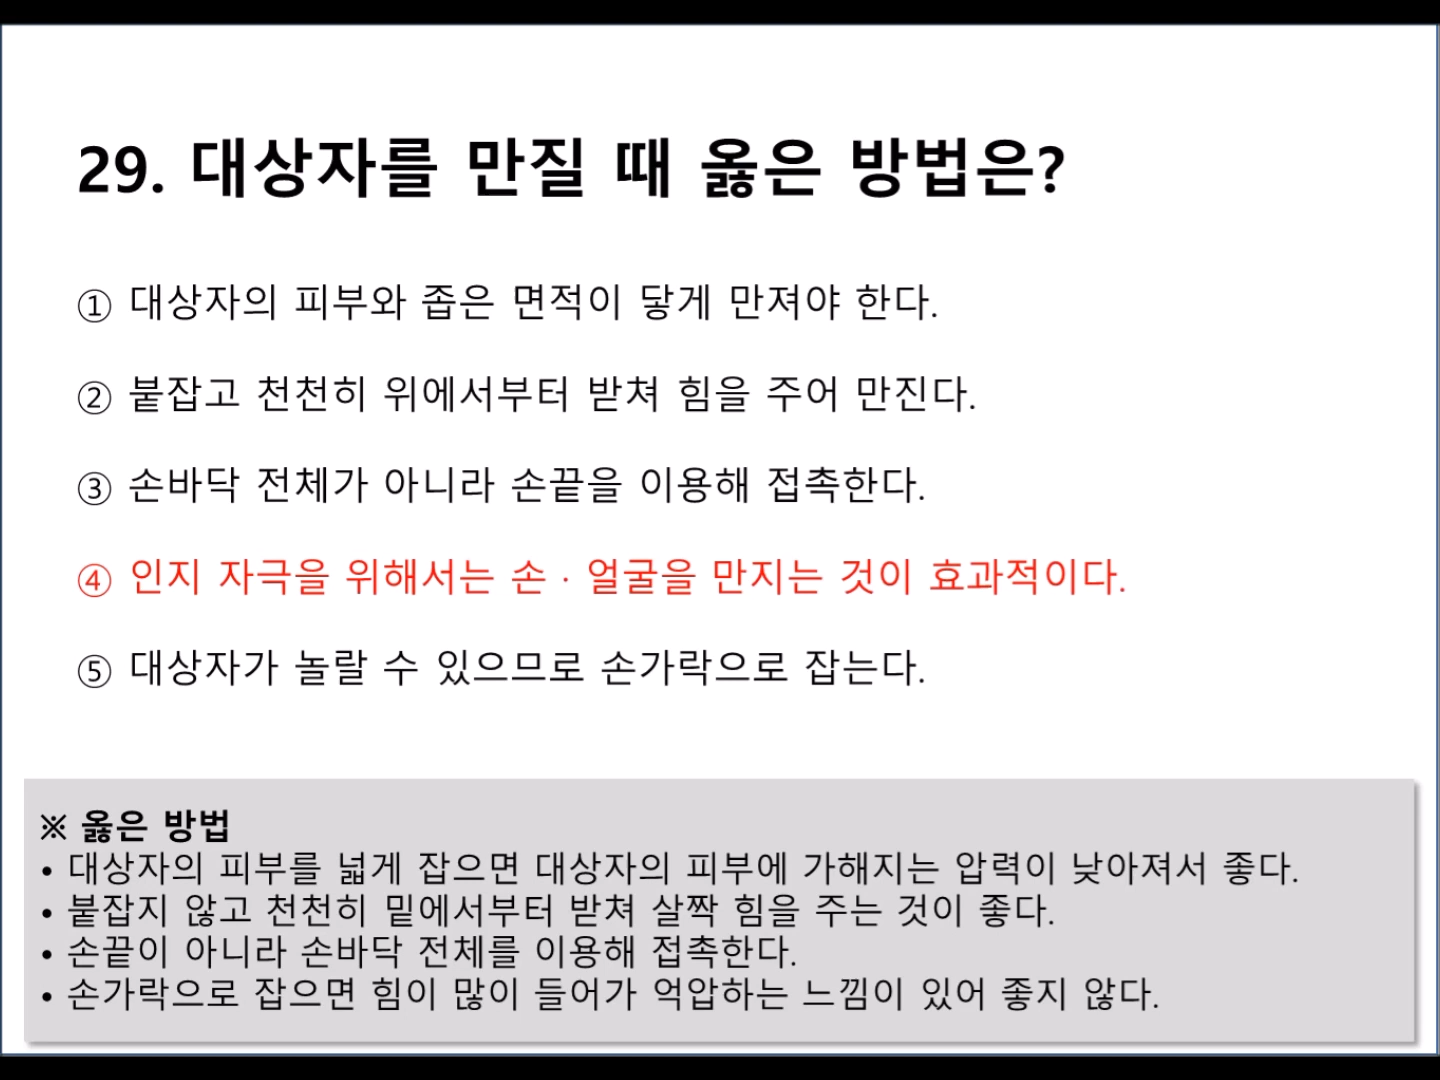 29. 대상자를 만질 때 옳은 방법은?
① 대상자의 피부와 좁은 면적이 닿게 만져야 한다.
② 붙잡고 천천히 위에서부터 받쳐 힘을 주어 만진다.
③ 손바닥 전체가 아니라 손끝을 이용해 접촉한다.
④ 인지 자극을 위해서는 손 · 얼굴을 만지는 것이 효과적이다.
⑤ 대상자가 놀랄 수 있으므로 손가락으로 잡는다.
※ 옳은 방법
• 대상자의 피부를 넓게 잡으면 대상자의 피부에 가해지는 압력이 낮아져서 좋다.
• 붙잡지 않고 천천히 밑에서부터 받쳐 살짝 힘을 주는 것이 좋다.
• 손끝이 아니라 손바닥 전체를 이용해 접촉한다.
• 손가락으로 잡으면 힘이 많이 들어가 억압하는 느낌이 있어 좋지 않다.